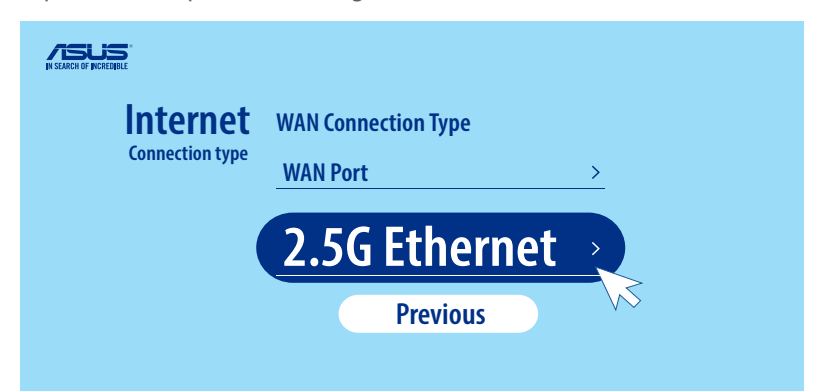 ASUS
IN SEARCH OF INCREDIBLE
Internet
Connection type
WAN Connection Type
WAN Port
2.5G Ethernet
Previous